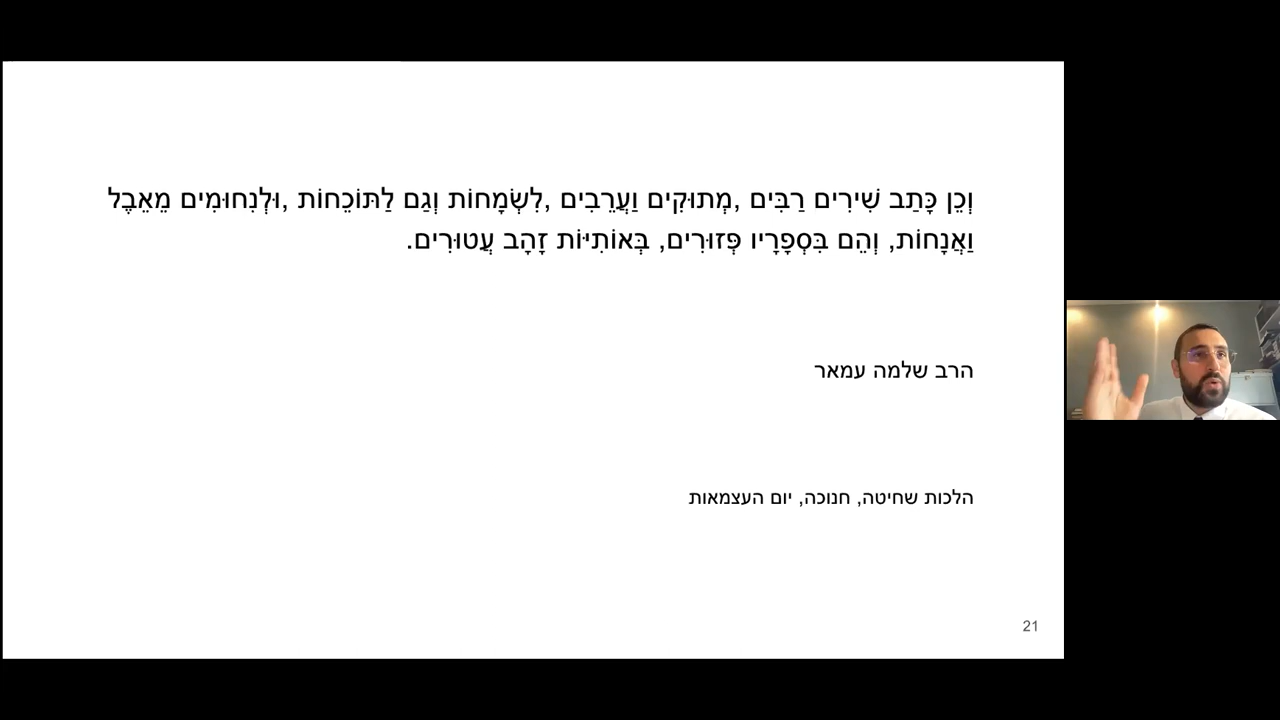 וְכֵן כָּתַב שִׁירִים רַבִּים ,מְתוּקִים וַעֲרֵבִים ,לִשְׂמָחוֹת וְגַם לַתּוֹכֵחוֹת ,וּלְנִחוּמִים מֵאֵבֶל
וַאֲנָחוֹת, וְהֵם בִּסְפָרָיו פְּזוּרִים, בְּאוֹתִיּוֹת זָהָב עֲטוּרִים.
הרב שלמה עמאר
הלכות שחיטה, חנוכה, יום העצמאות
21